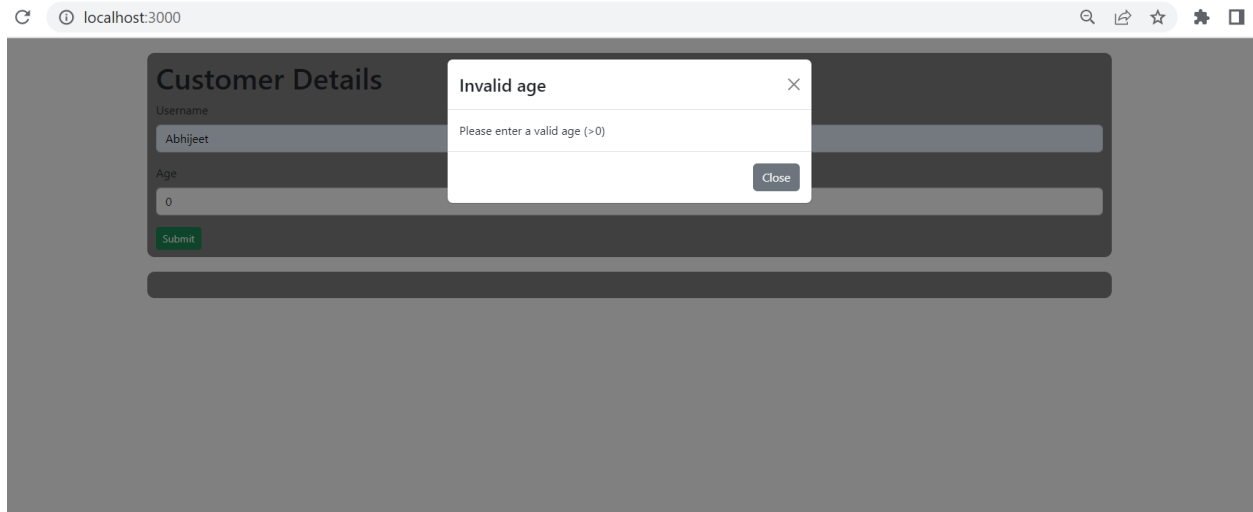 localhost:3000
Customer Details
Username
Abhijeet
Age
0
Submit
Invalid age
Please enter a valid age (>0)
Close